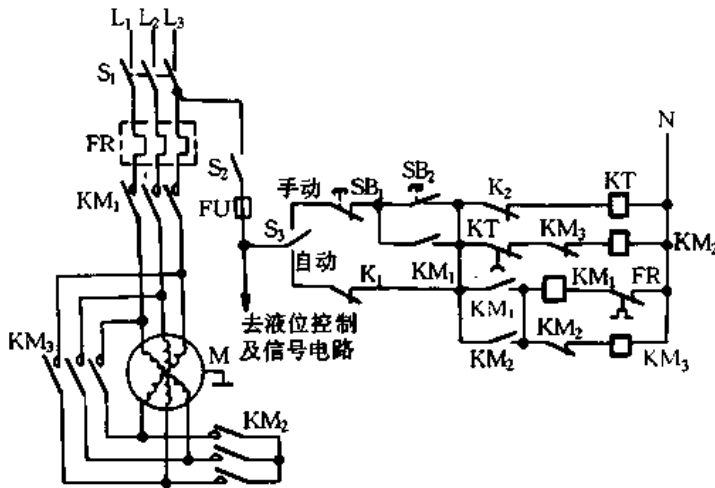 L₁ L₂ L₃
S₁
FR
KM₁
S₂
FU
手动
SB₁
SB₂
K₂
KT
N
S₃
自动
K₁
KM₁
KT
KM₃
KM₂
KM₁
KM₁
FR
去液位控制
及信号电路
KM₂
KM₂
KM₃
KM₃
M
KM₂